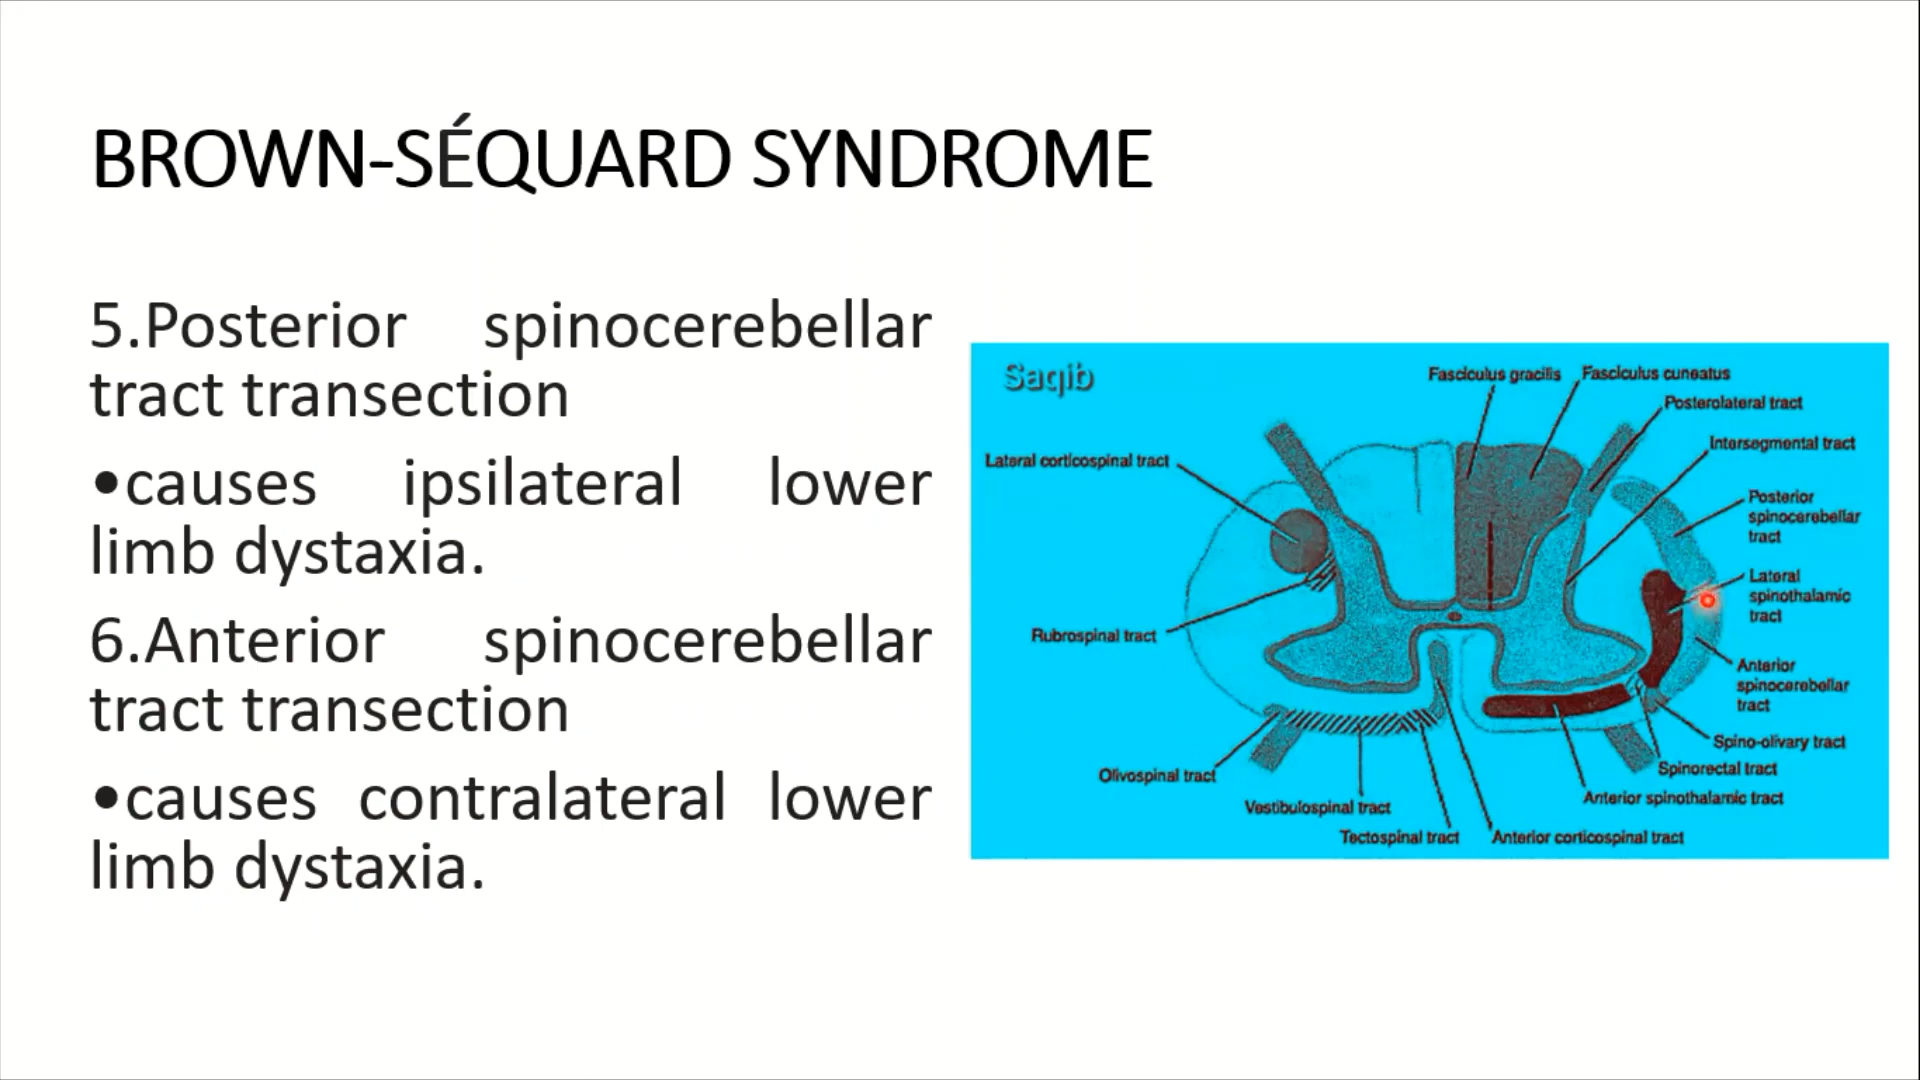 BROWN-SÉQUARD SYNDROME
5.Posterior spinocerebellar
tract transection
•causes ipsilateral lower
limb dystaxia.
6.Anterior spinocerebellar
tract transection
•causes contralateral lower
limb dystaxia.
Saqib
Fasciculus gracilis
Fasciculus cuneatus
Posterolateral tract
Intersegmental tract
Lateral corticospinal tract
Posterior
spinocerebellar
tract
Lateral
spinothalamic
tract
Rubrospinal tract
Anterior
spinocerebellar
tract
Spino-olivary tract
Spinorectal tract
Olivospinal tract
Anterior spinothalamic tract
Vestibulospinal tract
Tectospinal tract
Anterior corticospinal tract